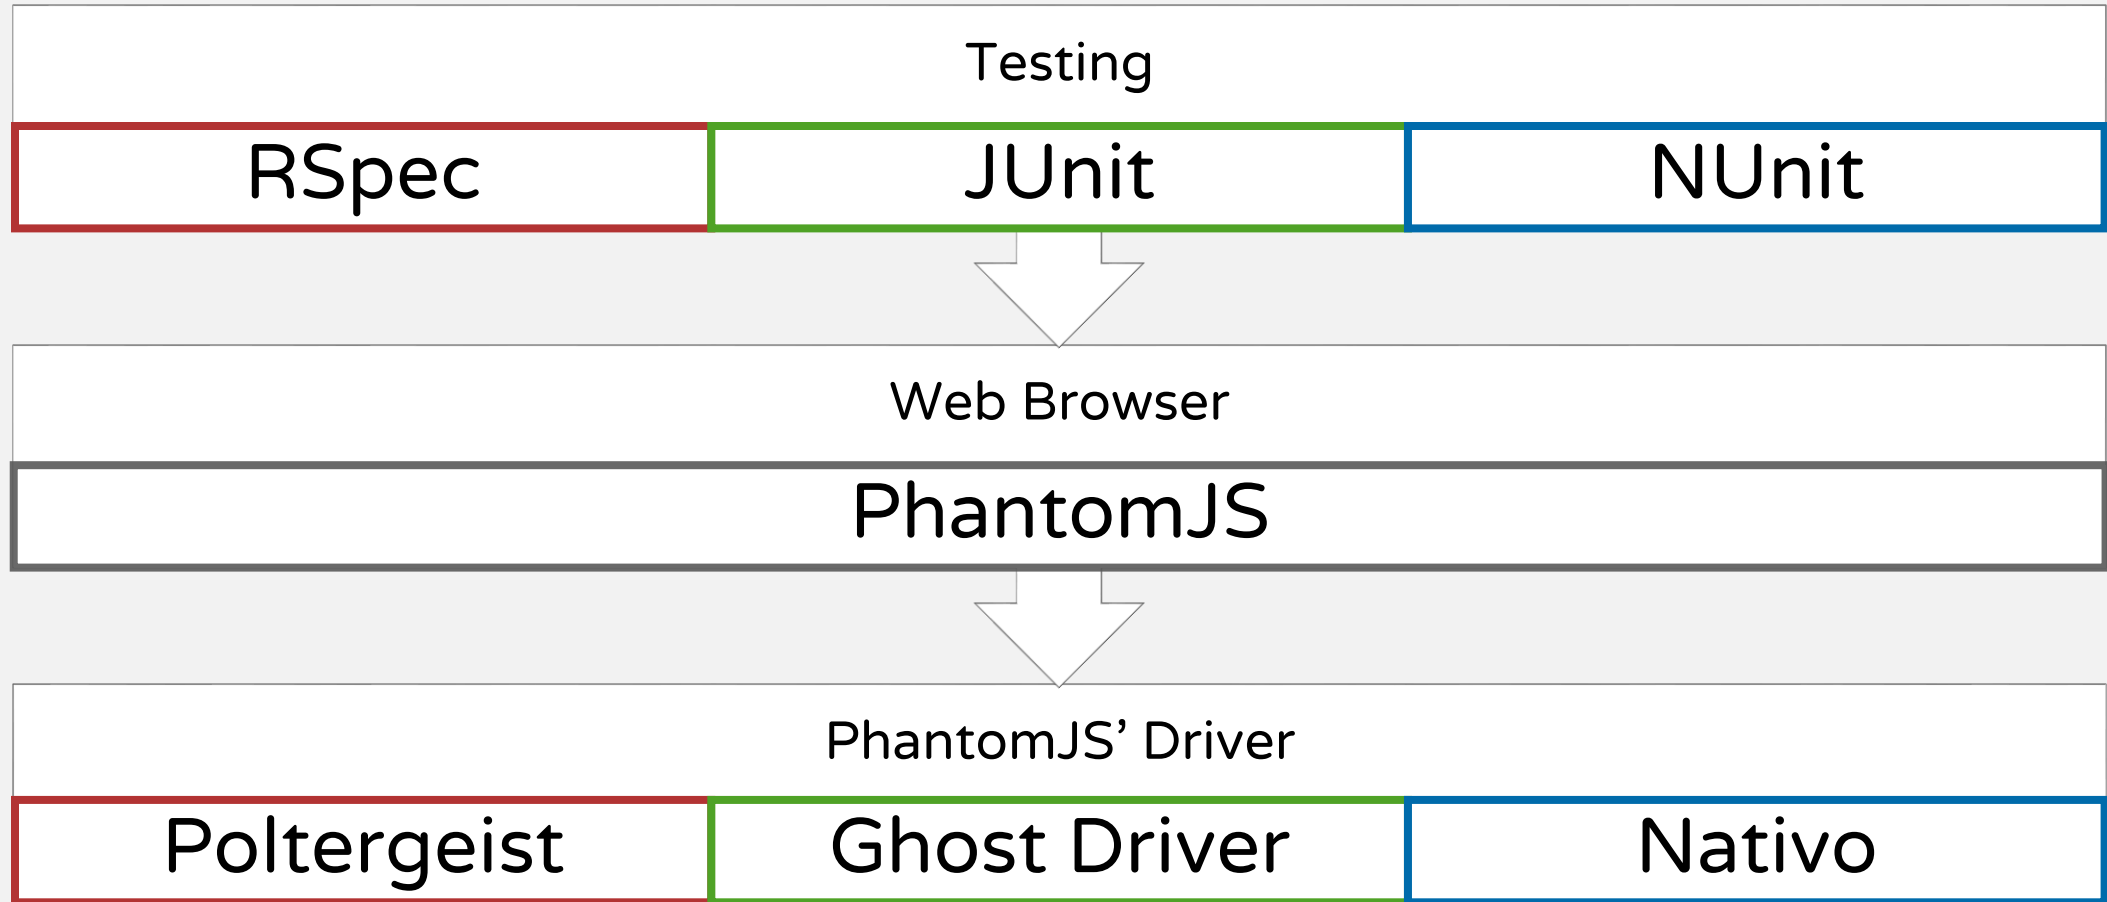 Testing
RSpec JUnit NUnit
Web Browser
PhantomJS
PhantomJS’ Driver
Poltergeist Ghost Driver Nativo